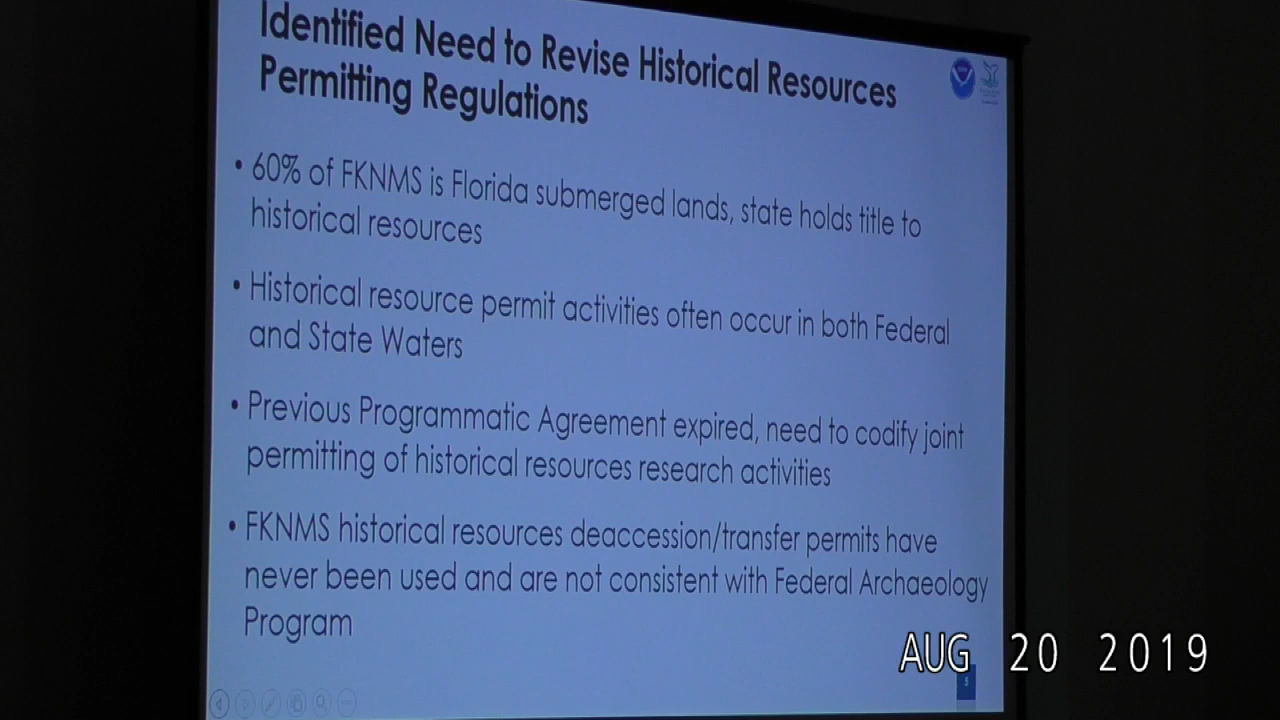 Identified Need to Revise Historical Resources
Permitting Regulations
• 60% of FKNMS is Florida submerged lands, state holds title to
historical resources
• Historical resource permit activities often occur in both Federal
and State Waters
• Previous Programmatic Agreement expired, need to codify joint
permitting of historical resources research activities
• FKNMS historical resources deaccession/transfer permits have
never been used and are not consistent with Federal Archaeology
Program
AUG 20 2019
5